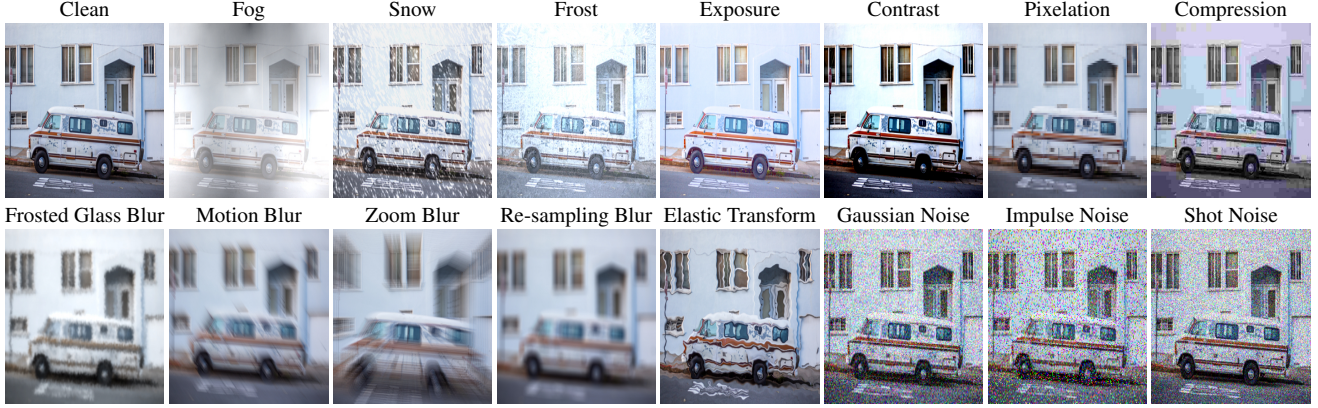 Clean Fog Snow Frost Exposure Contrast Pixelation Compression
Frosted Glass Blur Motion Blur Zoom Blur Re-sampling Blur Elastic Transform Gaussian Noise Impulse Noise Shot Noise